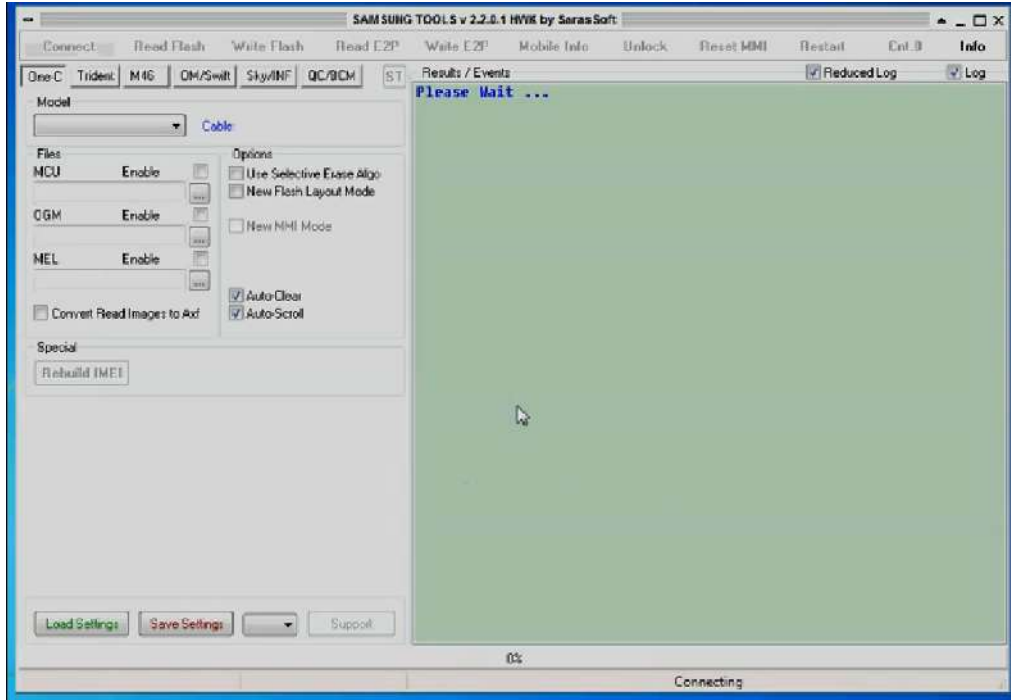 SAMSUNG TOOLS v 2.2.0.1 HWK by SarasSoft
Connect Read Flash Write Flash Read E2P Write E2P Mobile Info Unlock Reset MMI Restart Cnt.0 Info
One-C Trident M46 OM/Swift Sky/INF QC/BCM ST Results / Events Reduced Log Log
Please Wait ...
Model
Cable:
Files Options
MCU Enable Use Selective Erase Algo
... New Flash Layout Mode
CGM Enable
New MMI Mode
...
MEL Enable
...
Auto-Clear
Convert Read Images to Axf Auto-Scroll
Special
Rebuild IMEI
Load Settings Save Settings Support
0%
Connecting